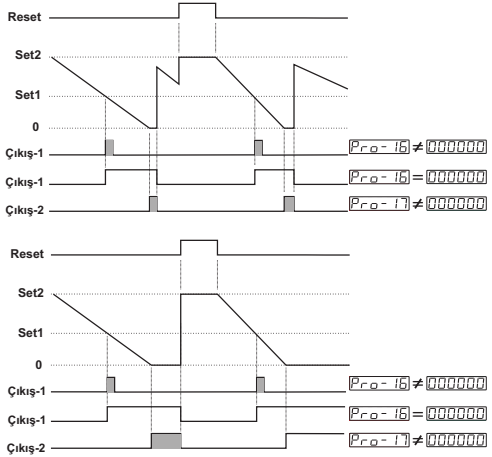 Reset
Set2
Set1
0
Çıkış-1 Pro-16 ≠ 000000
Çıkış-1 Pro-16 = 000000
Çıkış-2 Pro-17 ≠ 000000
Reset
Set2
Set1
0
Çıkış-1 Pro-16 ≠ 000000
Çıkış-1 Pro-16 = 000000
Çıkış-2 Pro-17 ≠ 000000